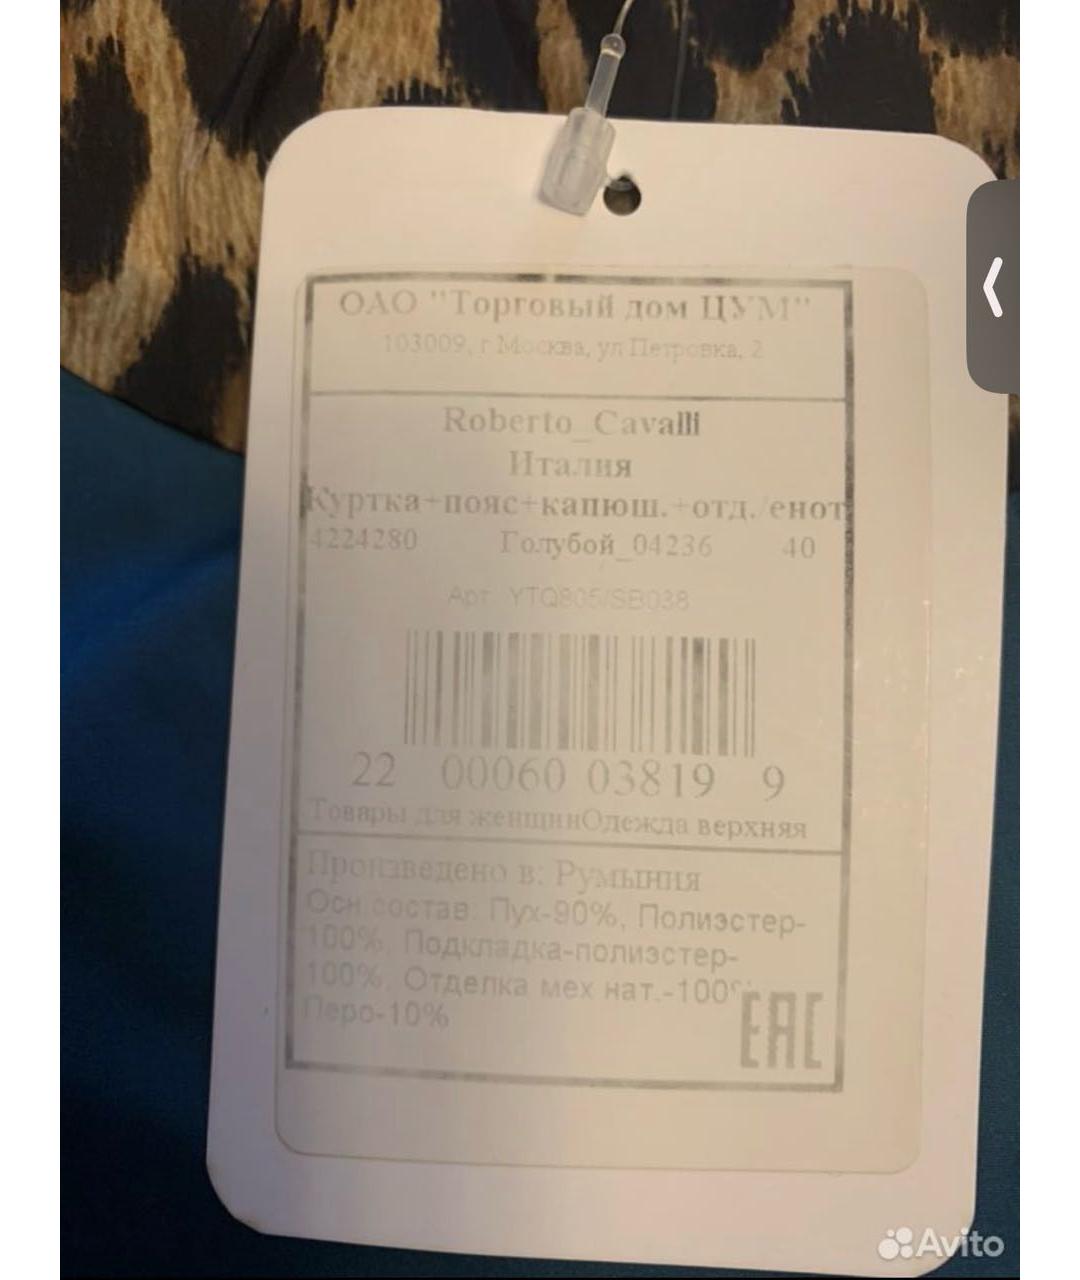 ОАО "Торговый дом ЦУМ"
103009, г Москва, ул Петровка, 2
Roberto_Cavalli
Италия
Куртка+пояс+капюш.+отд./енот
4224280 Голубой_04236 40
Арт. YTQ805/SB038
22 00060 03819 9
Товары для женщинОдежда верхняя
Произведено в: Румыния
Осн.состав: Пух-90%, Полиэстер-
100%, Подкладка-полиэстер-
100%, Отделка мех нат.-100%,
Перо-10%
EAC
Avito